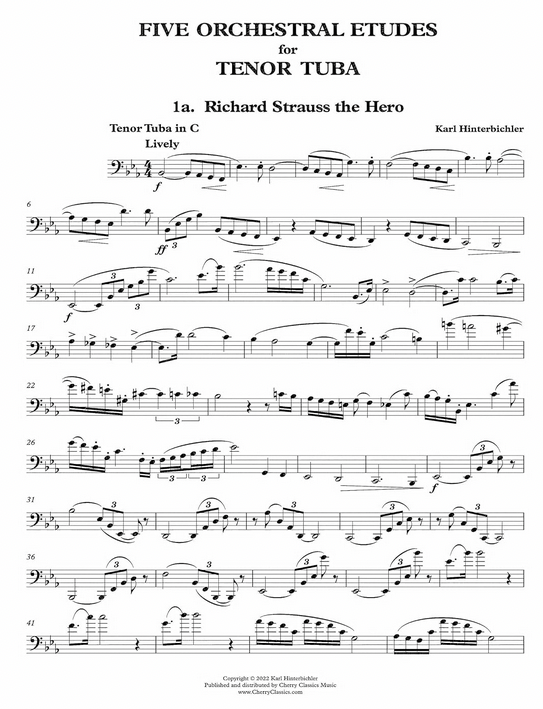 FIVE ORCHESTRAL ETUDES
for
TENOR TUBA
1a. Richard Strauss the Hero
Tenor Tuba in C
Karl Hinterbichler
Lively
4
4
f
6
ff
3
3
11
f
3
3
17
3
22
3
26
3
3
f
3
31
3
3
3
3
36
3
3
3
41
Copyright © 2022 Karl Hinterbichler
Published and distributed by Cherry Classics Music
www.CherryClassics.com